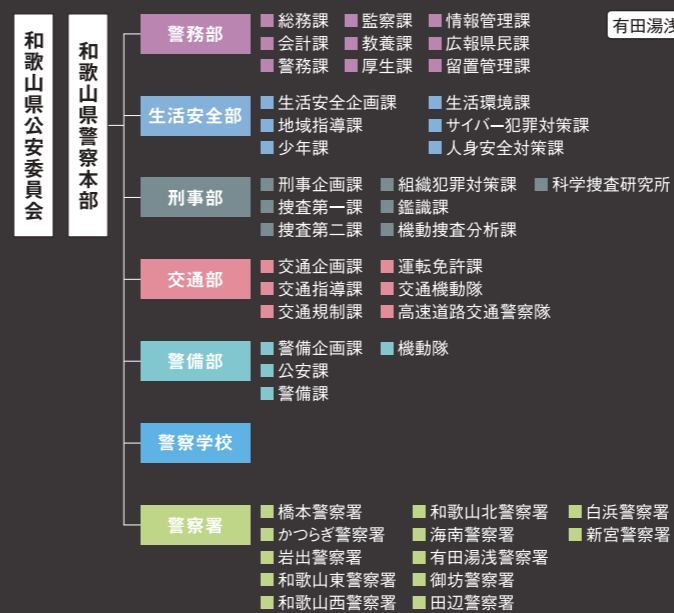 和歌山県公安委員会
和歌山県警察本部
警務部
総務課 監察課 情報管理課
会計課 教養課 広報県民課
警務課 厚生課 留置管理課
有田湯浅
生活安全部
生活安全企画課 生活環境課
地域指導課 サイバー犯罪対策課
少年課 人身安全対策課
刑事部
刑事企画課 組織犯罪対策課 科学捜査研究所
捜査第一課 鑑識課
捜査第二課 機動捜査分析課
交通部
交通企画課 運転免許課
交通指導課 交通機動隊
交通規制課 高速道路交通警察隊
警備部
警備企画課 機動隊
公安課
警備課
警察学校
警察署
橋本警察署 和歌山北警察署 白浜警察署
かつらぎ警察署 海南警察署 新宮警察署
岩出警察署 有田湯浅警察署
和歌山東警察署 御坊警察署
和歌山西警察署 田辺警察署